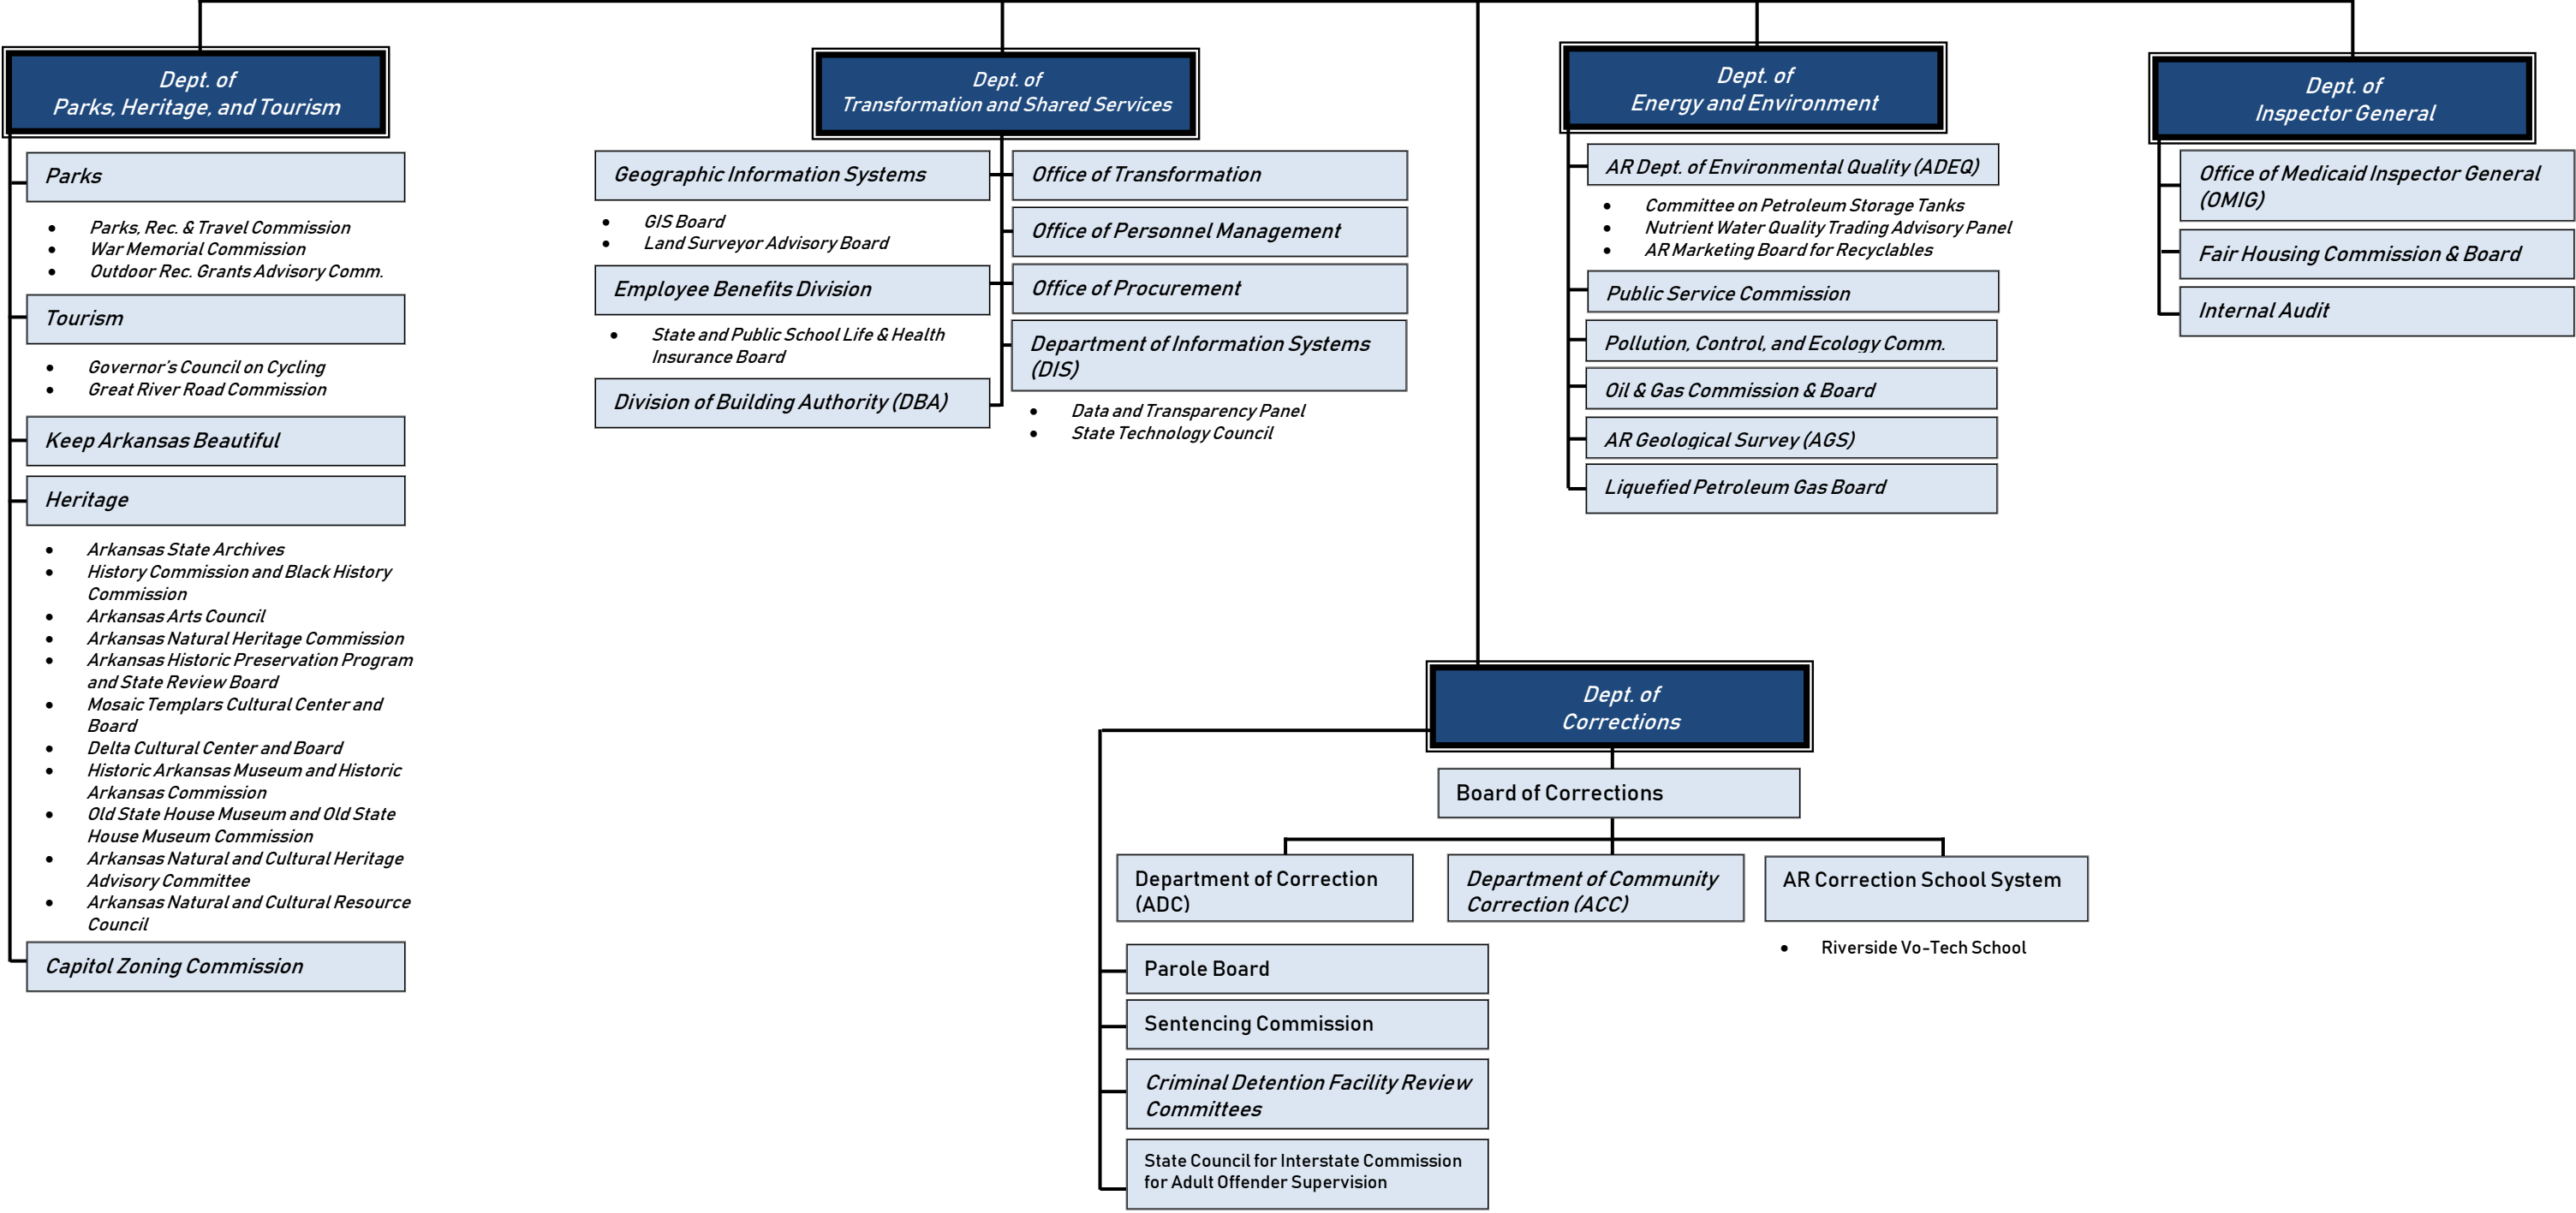 Dept. of
Parks, Heritage, and Tourism
Parks
• Parks, Rec. & Travel Commission
• War Memorial Commission
• Outdoor Rec. Grants Advisory Comm.
Tourism
• Governor's Council on Cycling
• Great River Road Commission
Keep Arkansas Beautiful
Heritage
• Arkansas State Archives
• History Commission and Black History
Commission
• Arkansas Arts Council
• Arkansas Natural Heritage Commission
• Arkansas Historic Preservation Program
and State Review Board
• Mosaic Templars Cultural Center and
Board
• Delta Cultural Center and Board
• Historic Arkansas Museum and Historic
Arkansas Commission
• Old State House Museum and Old State
House Museum Commission
• Arkansas Natural and Cultural Heritage
Advisory Committee
• Arkansas Natural and Cultural Resource
Council
Capitol Zoning Commission
Dept. of
Transformation and Shared Services
Geographic Information Systems
• GIS Board
• Land Surveyor Advisory Board
Employee Benefits Division
• State and Public School Life & Health
Insurance Board
Division of Building Authority (DBA)
Office of Transformation
Office of Personnel Management
Office of Procurement
Department of Information Systems
(DIS)
• Data and Transparency Panel
• State Technology Council
Dept. of
Energy and Environment
AR Dept. of Environmental Quality (ADEQ)
• Committee on Petroleum Storage Tanks
• Nutrient Water Quality Trading Advisory Panel
• AR Marketing Board for Recyclables
Public Service Commission
Pollution, Control, and Ecology Comm.
Oil & Gas Commission & Board
AR Geological Survey (AGS)
Liquefied Petroleum Gas Board
Dept. of
Inspector General
Office of Medicaid Inspector General
(OMIG)
Fair Housing Commission & Board
Internal Audit
Dept. of
Corrections
Board of Corrections
Department of Correction
(ADC)
Department of Community
Correction (ACC)
AR Correction School System
• Riverside Vo-Tech School
Parole Board
Sentencing Commission
Criminal Detention Facility Review
Committees
State Council for Interstate Commission
for Adult Offender Supervision